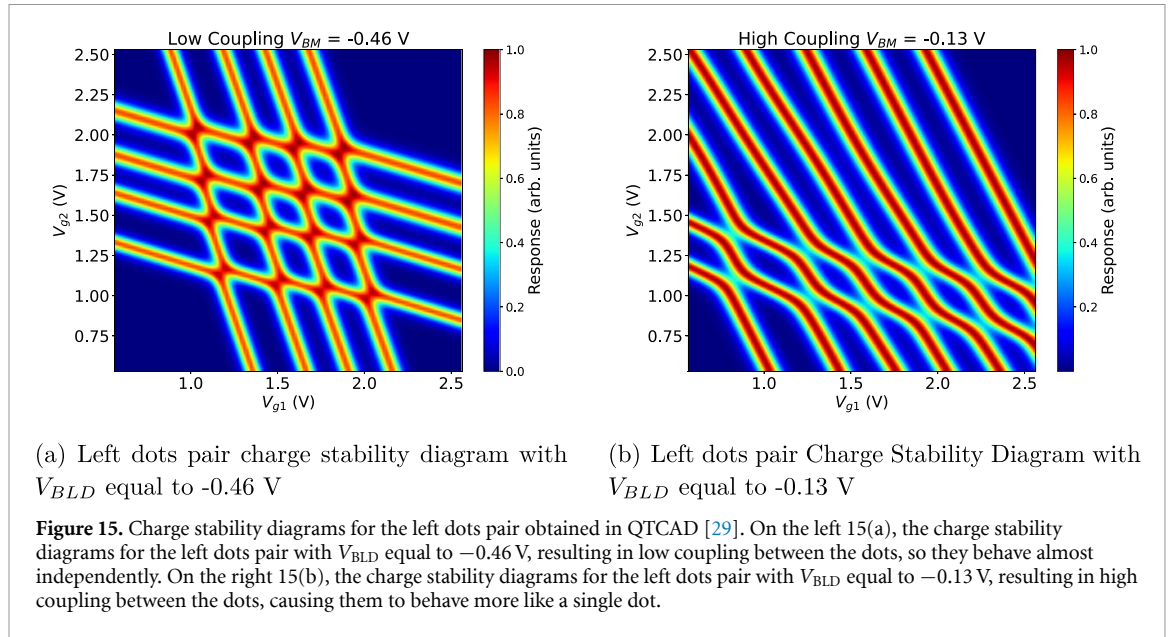 Low Coupling V_BM = -0.46 V
2.50
2.25
2.00
1.75
1.50
1.25
1.00
0.75
V_g2 (V)
1.0
1.5
2.0
2.5
V_g1 (V)
1.0
0.8
0.6
0.4
0.2
0.0
Response (arb. units)
High Coupling V_BM = -0.13 V
2.50
2.25
2.00
1.75
1.50
1.25
1.00
0.75
V_g2 (V)
1.0
1.5
2.0
2.5
V_g1 (V)
1.0
0.8
0.6
0.4
0.2
Response (arb. units)
(a) Left dots pair charge stability diagram with
V_BLD equal to -0.46 V
(b) Left dots pair Charge Stability Diagram with
V_BLD equal to -0.13 V
Figure 15. Charge stability diagrams for the left dots pair obtained in QTCAD [29]. On the left 15(a), the charge stability
diagrams for the left dots pair with V_BLD equal to −0.46 V, resulting in low coupling between the dots, so they behave almost
independently. On the right 15(b), the charge stability diagrams for the left dots pair with V_BLD equal to −0.13 V, resulting in high
coupling between the dots, causing them to behave more like a single dot.